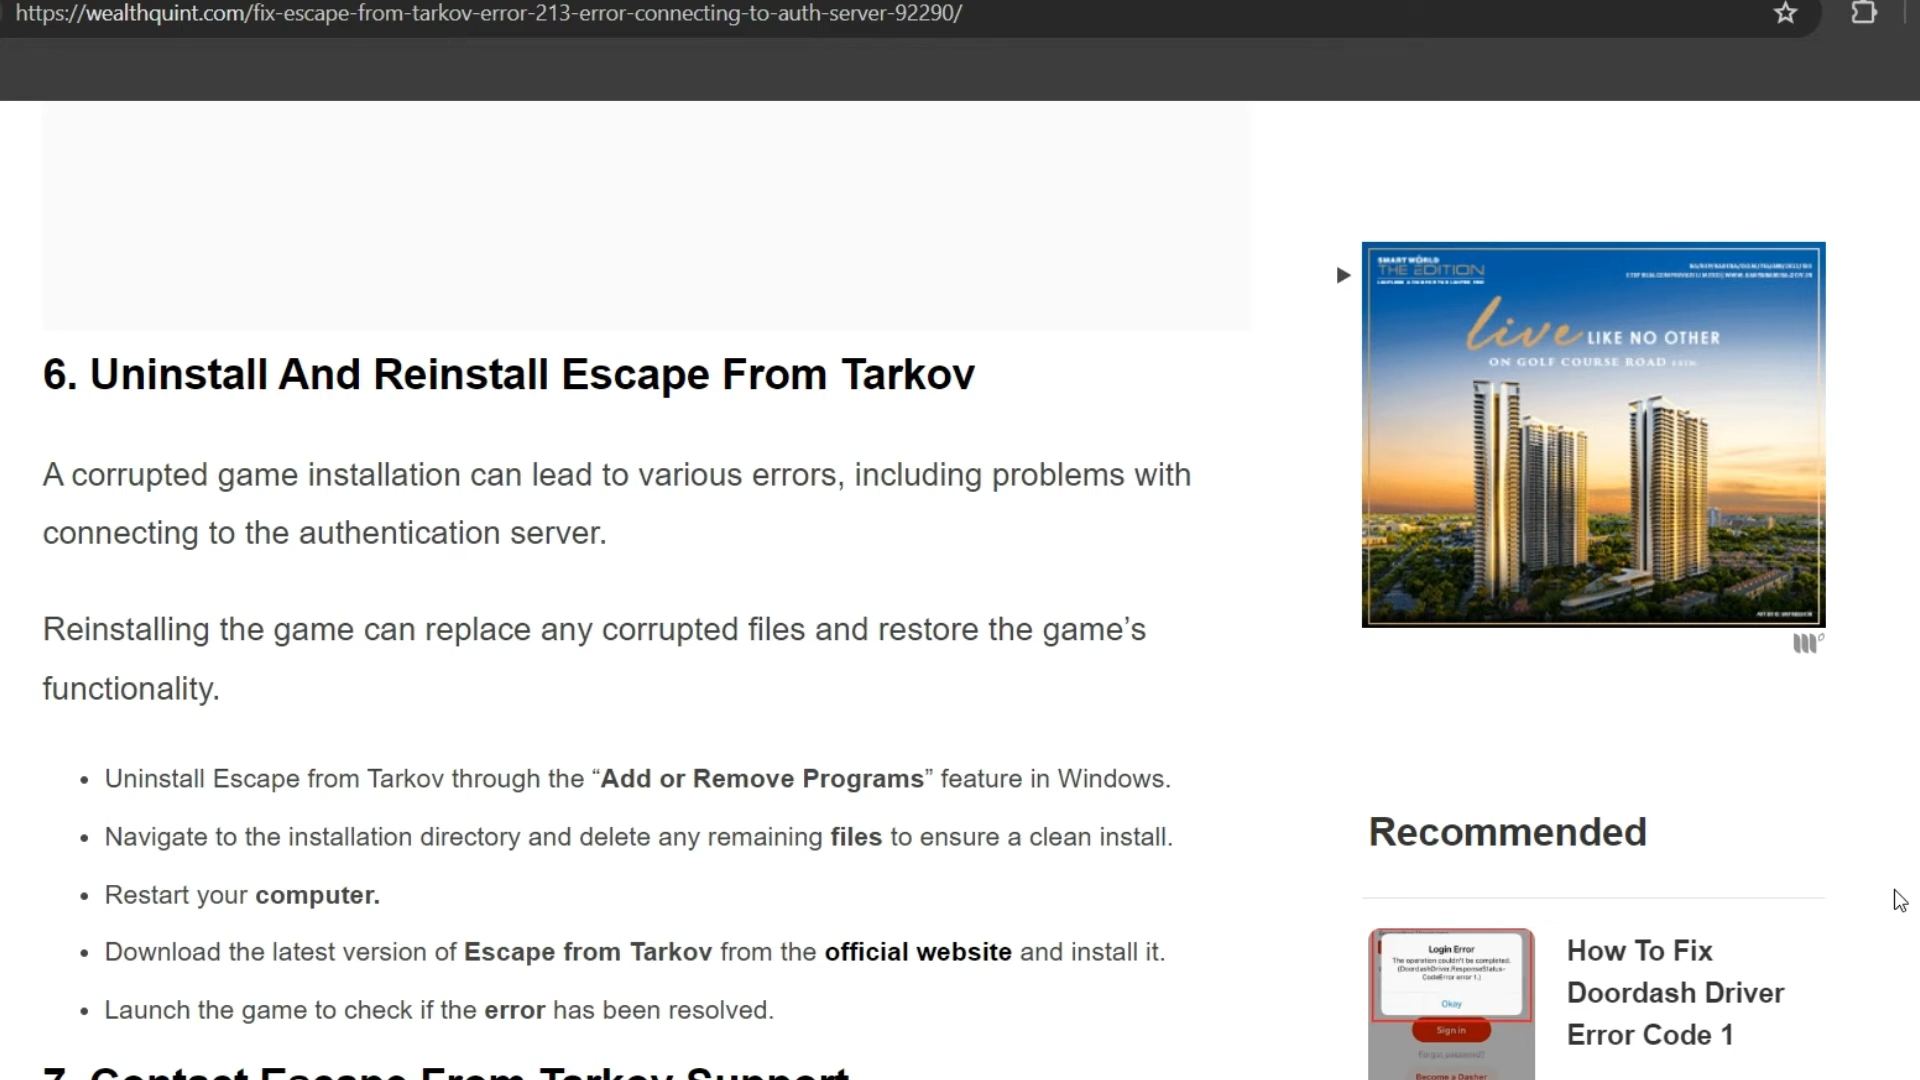 https://wealthquint.com/fix-escape-from-tarkov-error-213-error-connecting-to-auth-server-92290/
6. Uninstall And Reinstall Escape From Tarkov
A corrupted game installation can lead to various errors, including problems with
connecting to the authentication server.
Reinstalling the game can replace any corrupted files and restore the game’s
functionality.
• Uninstall Escape from Tarkov through the “Add or Remove Programs” feature in Windows.
• Navigate to the installation directory and delete any remaining files to ensure a clean install.
• Restart your computer.
• Download the latest version of Escape from Tarkov from the official website and install it.
• Launch the game to check if the error has been resolved.
7. Contact Escape From Tarkov Support
SMARTWORLD
THE EDITION
live LIKE NO OTHER
ON GOLF COURSE ROAD
Recommended
Login Error
The operation couldn't be completed.
(DoordashDriver.ResponseStatus-
CodeError error 1.)
Okay
Sign in
Forgot password?
Become a Dasher
How To Fix
Doordash Driver
Error Code 1